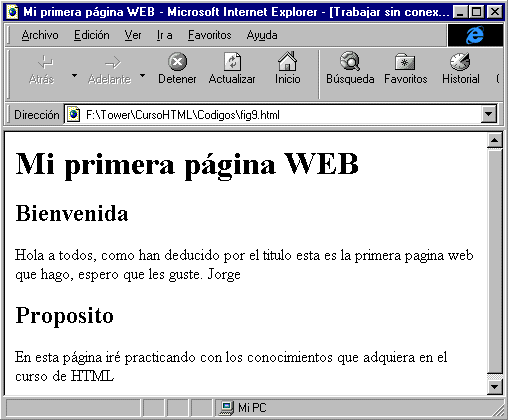 Mi primera página WEB - Microsoft Internet Explorer - [Trabajar sin conex...
Archivo Edición Ver Ir a Favoritos Ayuda
Atrás Adelante Detener Actualizar Inicio Búsqueda Favoritos Historial
Dirección F:\Tower\CursoHTML\Codigos\fig9.html
Mi primera página WEB
Bienvenida
Hola a todos, como han deducido por el titulo esta es la primera pagina web
que hago, espero que les guste. Jorge
Proposito
En esta página iré practicando con los conocimientos que adquiera en el
curso de HTML
Mi PC